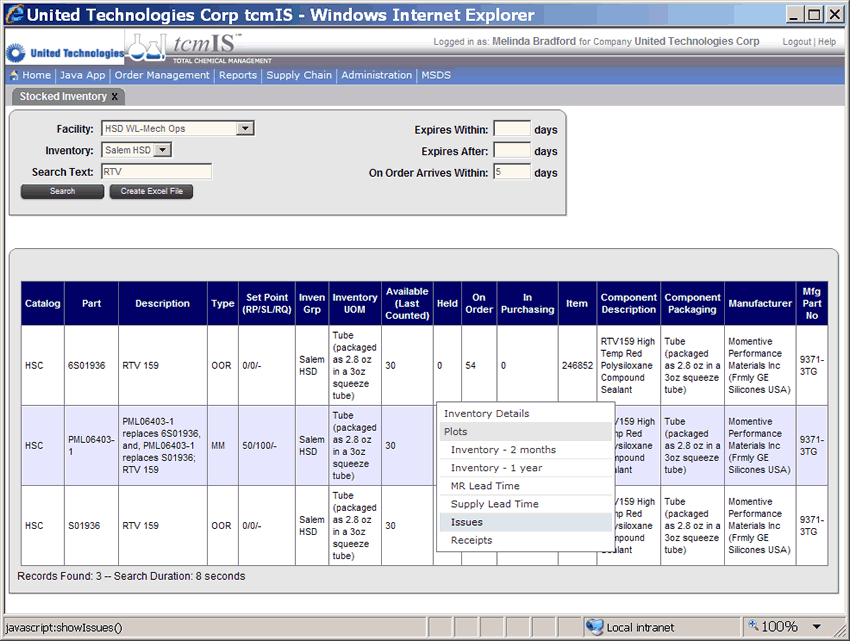 United Technologies Corp tcmIS - Windows Internet Explorer
United Technologies
tcmIS™
TOTAL CHEMICAL MANAGEMENT
Logged in as: Melinda Bradford for Company United Technologies Corp
Logout | Help
Home | Java App | Order Management | Reports | Supply Chain | Administration | MSDS
Stocked Inventory x
Facility: HSD WL-Mech Ops
Expires Within: days
Inventory: Salem HSD
Expires After: days
Search Text: RTV
On Order Arrives Within: 5 days
Search
Create Excel File
Catalog
Part
Description
Type
Set Point
(RP/SL/RQ)
Inven
Grp
Inventory
UOM
Available
(Last
Counted)
Held
On
Order
In
Purchasing
Item
Component
Description
Component
Packaging
Manufacturer
Mfg
Part
No
HSC
6S01936
RTV 159
OOR
0/0/-
Salem
HSD
Tube
(packaged
as 2.8 oz
in a 3oz
squeeze
tube)
30
0
54
0
246852
RTV159 High
Temp Red
Polysiloxane
Compound
Sealant
Tube
(packaged
as 2.8 oz in
a 3oz
squeeze
tube)
Momentive
Performance
Materials Inc
(Frmly GE
Silicones USA)
9371-
3TG
HSC
PML06403-
1
PML06403-1
replaces 6S01936,
and, PML06403-1
replaces S01936;
RTV 159
MM
50/100/-
Salem
HSD
Tube
(packaged
as 2.8 oz
in a 3oz
squeeze
tube)
30
V159 High
np Red
ysiloxane
mpound
alant
Tube
(packaged
as 2.8 oz in
a 3oz
squeeze
tube)
Momentive
Performance
Materials Inc
(Frmly GE
Silicones USA)
9371-
3TG
HSC
S01936
RTV 159
OOR
0/0/-
Salem
HSD
Tube
(packaged
as 2.8 oz
in a 3oz
squeeze
tube)
30
V159 High
np Red
ysiloxane
mpound
alant
Tube
(packaged
as 2.8 oz in
a 3oz
squeeze
tube)
Momentive
Performance
Materials Inc
(Frmly GE
Silicones USA)
9371-
3TG
Inventory Details
Plots
Inventory - 2 months
Inventory - 1 year
MR Lead Time
Supply Lead Time
Issues
Receipts
Records Found: 3 -- Search Duration: 8 seconds
javascript:showIssues()
Local intranet
100%